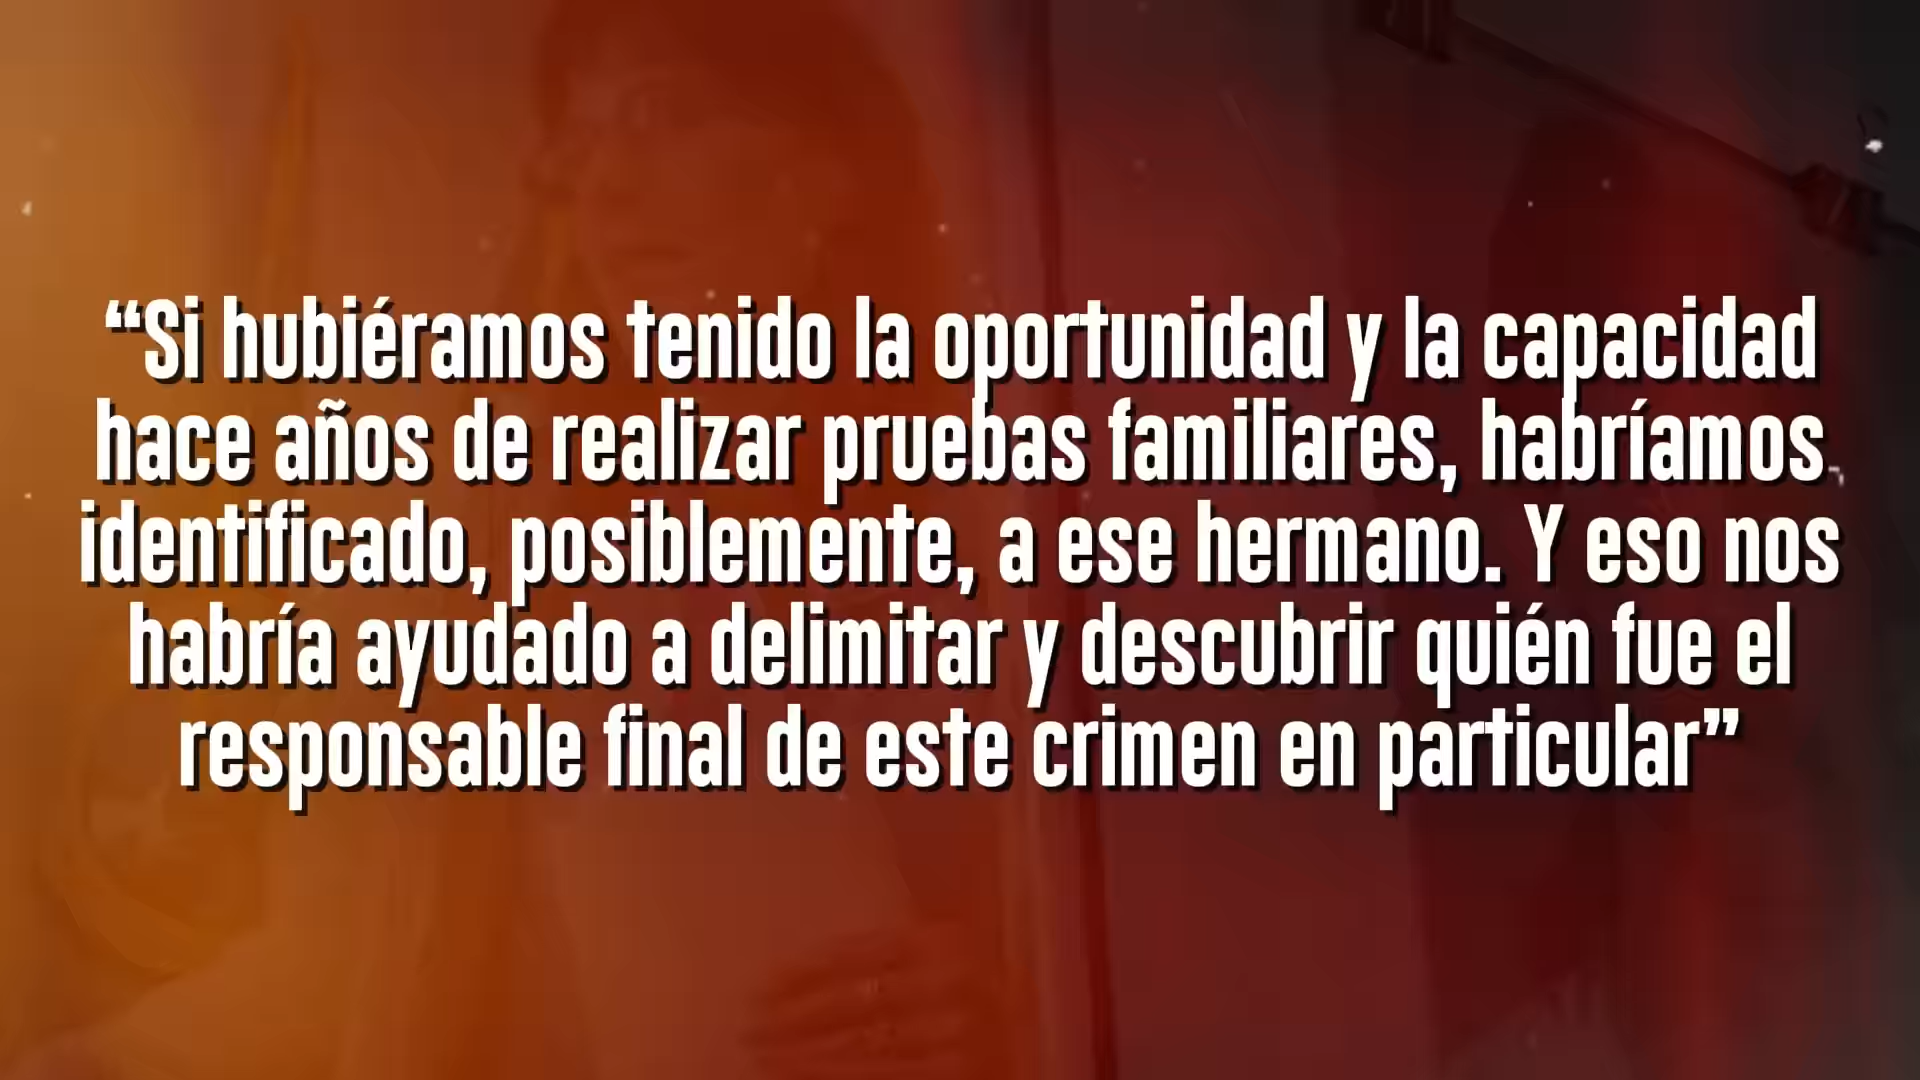 “Si hubiéramos tenido la oportunidad y la capacidad
hace años de realizar pruebas familiares, habríamos
identificado, posiblemente, a ese hermano. Y eso nos
habría ayudado a delimitar y descubrir quién fue el
responsable final de este crimen en particular”